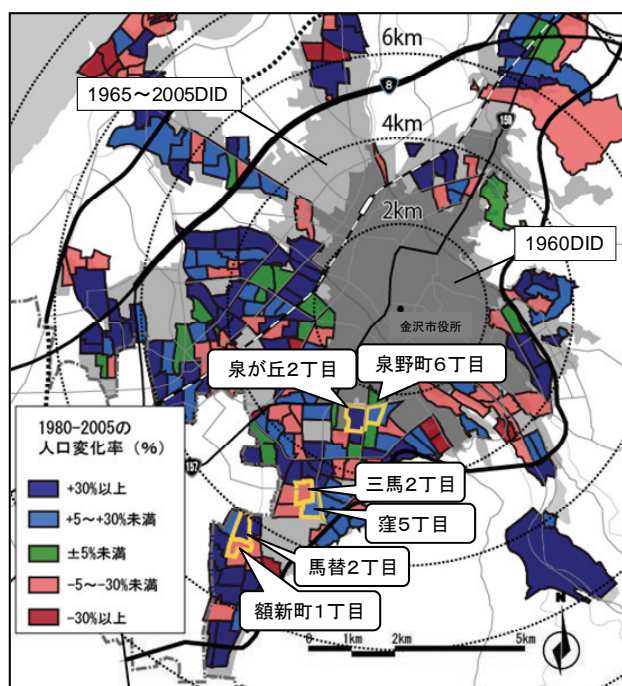 6km
1965～2005DID
8
4km
159
2km
1960DID
金沢市役所
泉が丘2丁目
泉野町6丁目
1980-2005の
人口変化率（%）
+30%以上
+5～+30%未満
±5%未満
-5～-30%未満
-30%以上
157
三馬2丁目
窪5丁目
馬替2丁目
額新町1丁目
N
0 1km 2km 5km